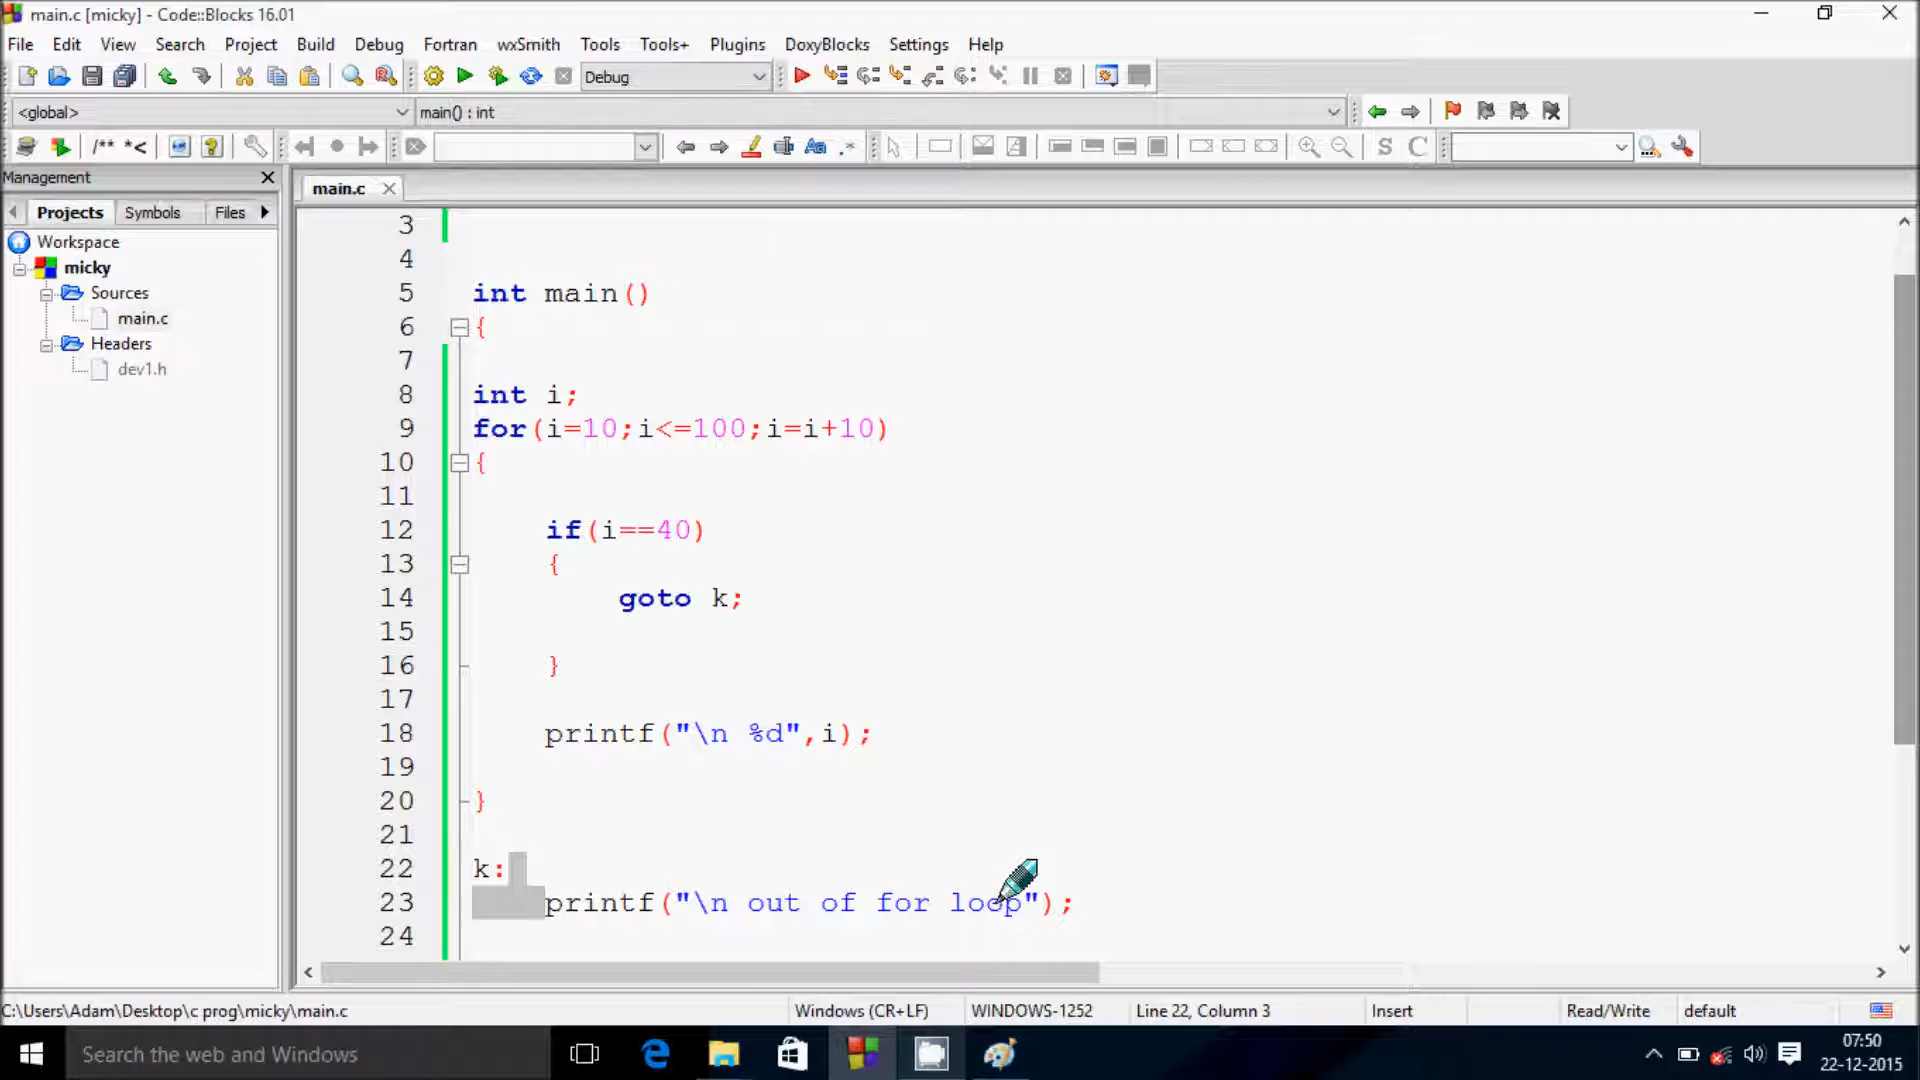 main.c [micky] - Code::Blocks 16.01
File Edit View Search Project Build Debug Fortran wxSmith Tools Tools+ Plugins DoxyBlocks Settings Help
Debug
<global> main() : int
/** *<
S C
Management
main.c
Projects Symbols Files
Workspace
micky
Sources
main.c
Headers
dev1.h
3
4
5 int main()
6 {
7
8 int i;
9 for(i=10;i<=100;i=i+10)
10 {
11
12 if(i==40)
13 {
14 goto k;
15
16 }
17
18 printf("\n %d",i);
19
20 }
21
22 k:
23 printf("\n out of for loop");
24
C:\Users\Adam\Desktop\c prog\micky\main.c Windows (CR+LF) WINDOWS-1252 Line 22, Column 3 Insert Read/Write default
Search the web and Windows
07:50
22-12-2015